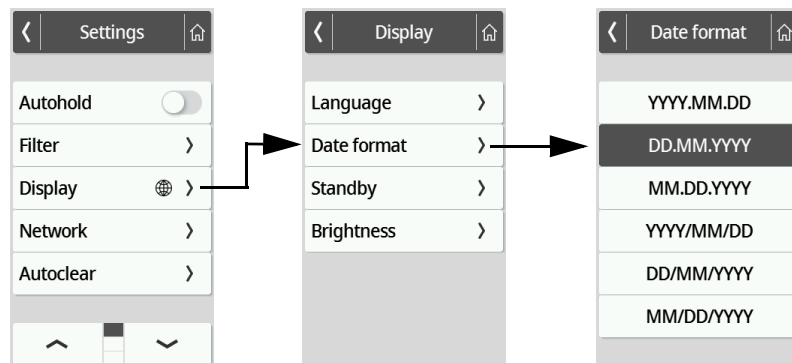 Settings
Autohold
Filter
Display
Network
Autoclear
Display
Language
Date format
Standby
Brightness
Date format
YYYY.MM.DD
DD.MM.YYYY
MM.DD.YYYY
YYYY/MM/DD
DD/MM/YYYY
MM/DD/YYYY